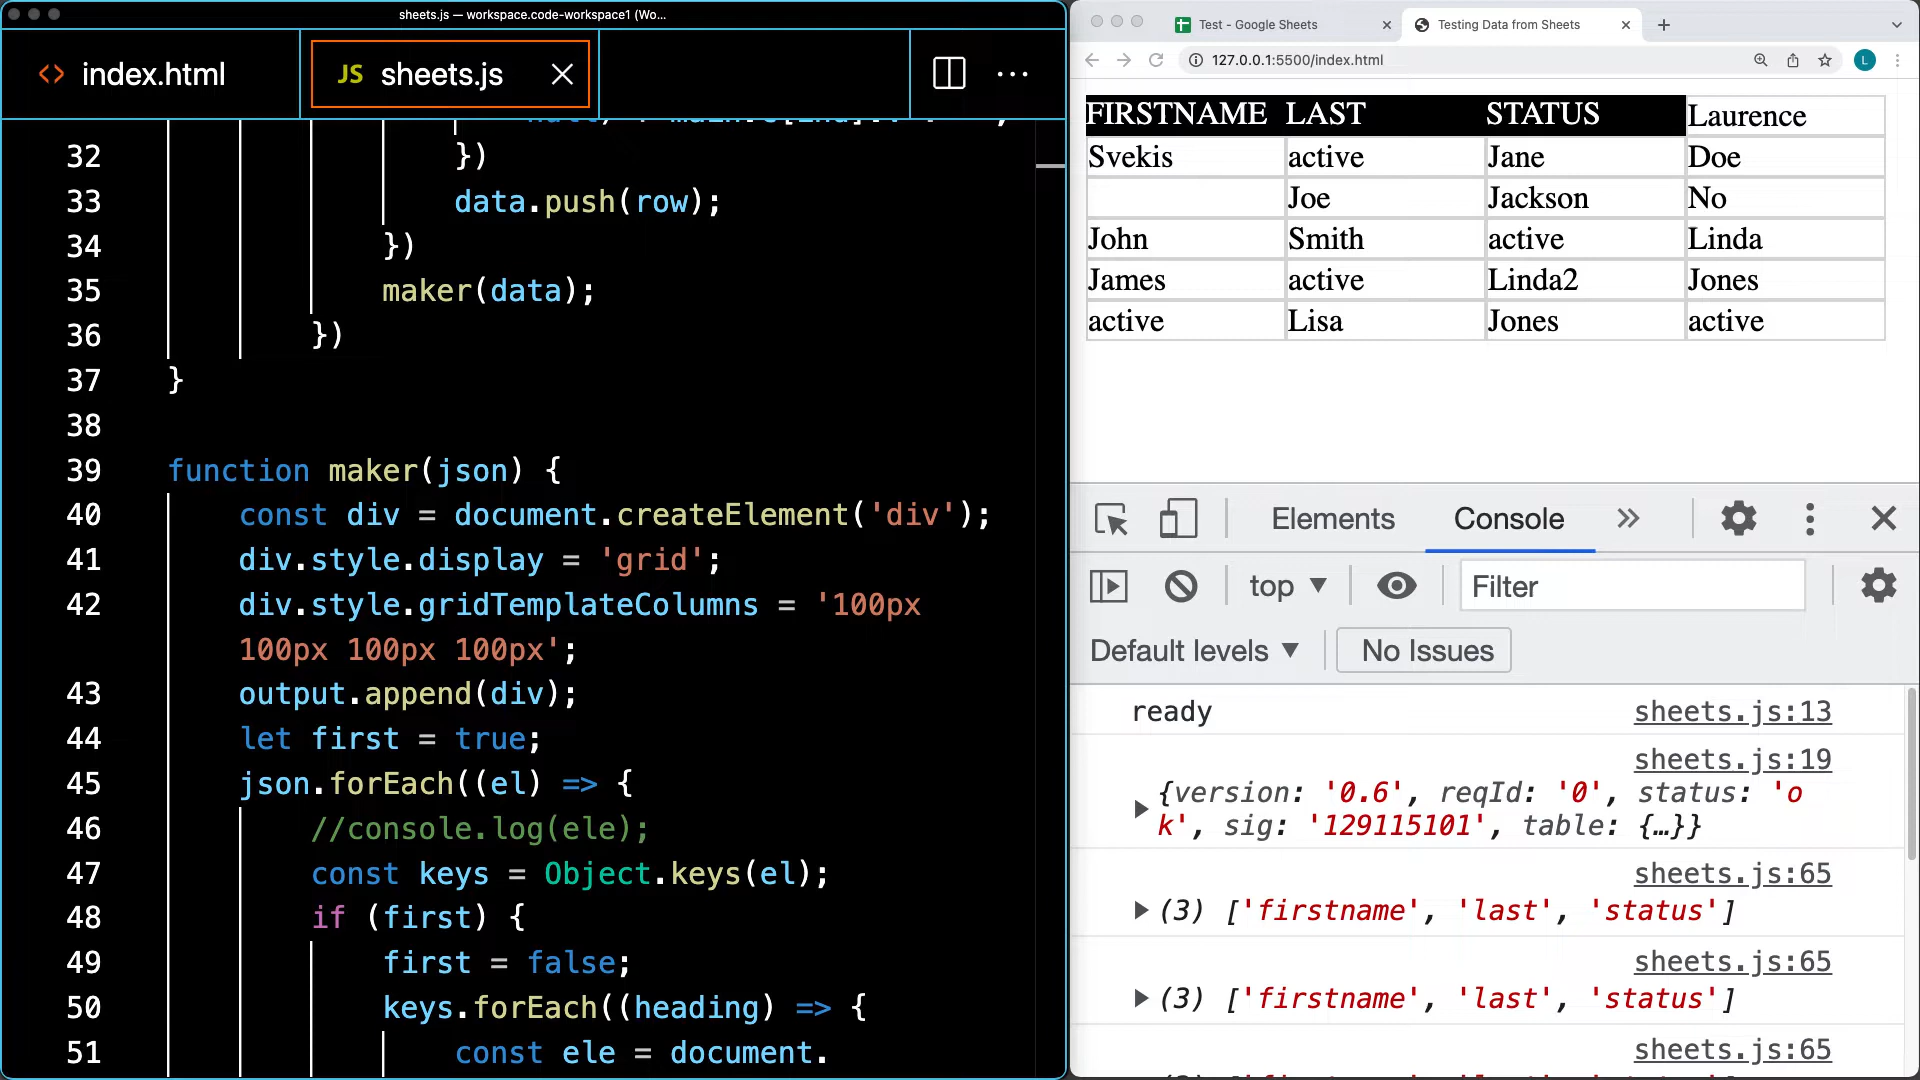 sheets.js — workspace.code-workspace1 (Wo...
<> index.html
JS sheets.js
32 })
33 data.push(row);
34 })
35 maker(data);
36 })
37 }
38
39 function maker(json) {
40 const div = document.createElement('div');
41 div.style.display = 'grid';
42 div.style.gridTemplateColumns = '100px
100px 100px 100px';
43 output.append(div);
44 let first = true;
45 json.forEach((el) => {
46 //console.log(ele);
47 const keys = Object.keys(el);
48 if (first) {
49 first = false;
50 keys.forEach((heading) => {
51 const ele = document.
Test - Google Sheets
Testing Data from Sheets
127.0.0.1:5500/index.html
L
FIRSTNAME LAST STATUS Laurence
Svekis active Jane Doe
Joe Jackson No
John Smith active Linda
James active Linda2 Jones
active Lisa Jones active
Elements Console
top Filter
Default levels No Issues
ready sheets.js:13
sheets.js:19
{version: '0.6', reqId: '0', status: 'o
k', sig: '129115101', table: {…}}
sheets.js:65
(3) ['firstname', 'last', 'status']
sheets.js:65
(3) ['firstname', 'last', 'status']
sheets.js:65